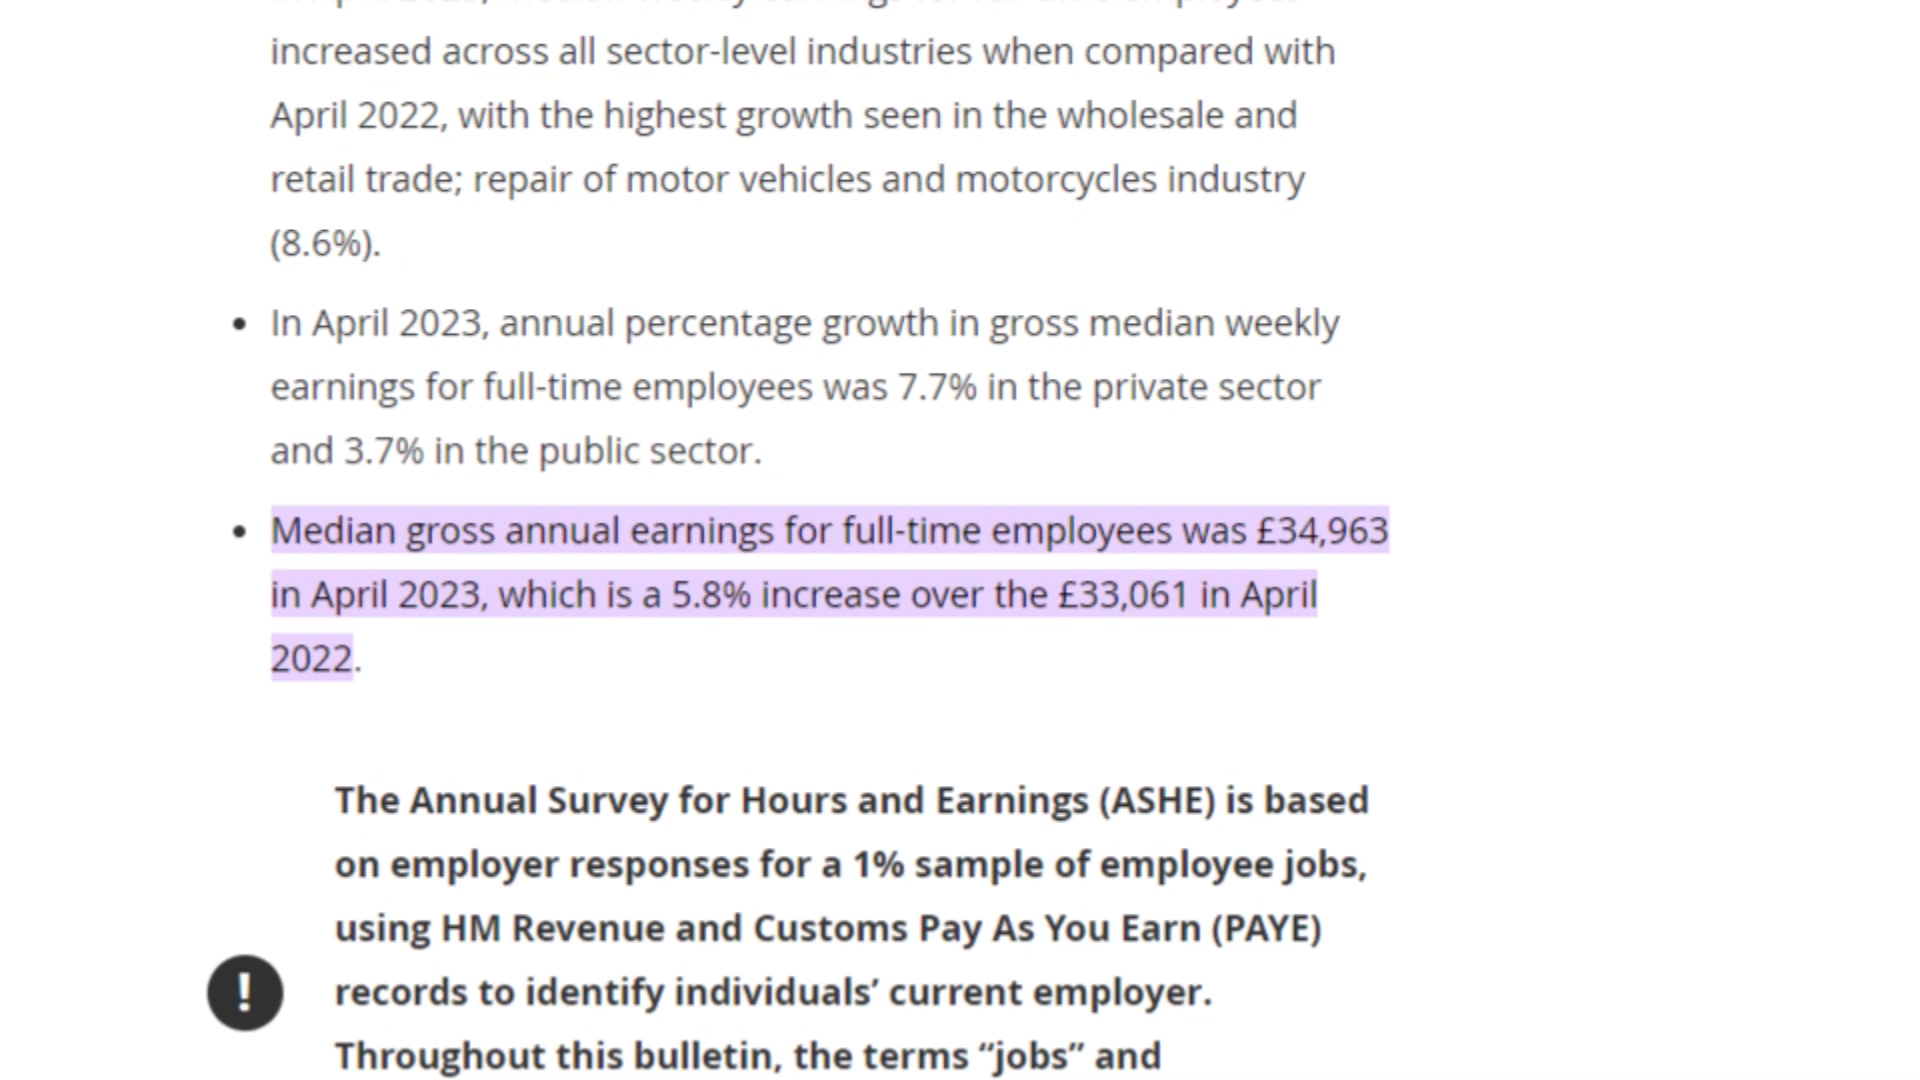 increased across all sector-level industries when compared with
April 2022, with the highest growth seen in the wholesale and
retail trade; repair of motor vehicles and motorcycles industry
(8.6%).
• In April 2023, annual percentage growth in gross median weekly
earnings for full-time employees was 7.7% in the private sector
and 3.7% in the public sector.
• Median gross annual earnings for full-time employees was £34,963
in April 2023, which is a 5.8% increase over the £33,061 in April
2022.
The Annual Survey for Hours and Earnings (ASHE) is based
on employer responses for a 1% sample of employee jobs,
using HM Revenue and Customs Pay As You Earn (PAYE)
! records to identify individuals’ current employer.
Throughout this bulletin, the terms “jobs” and